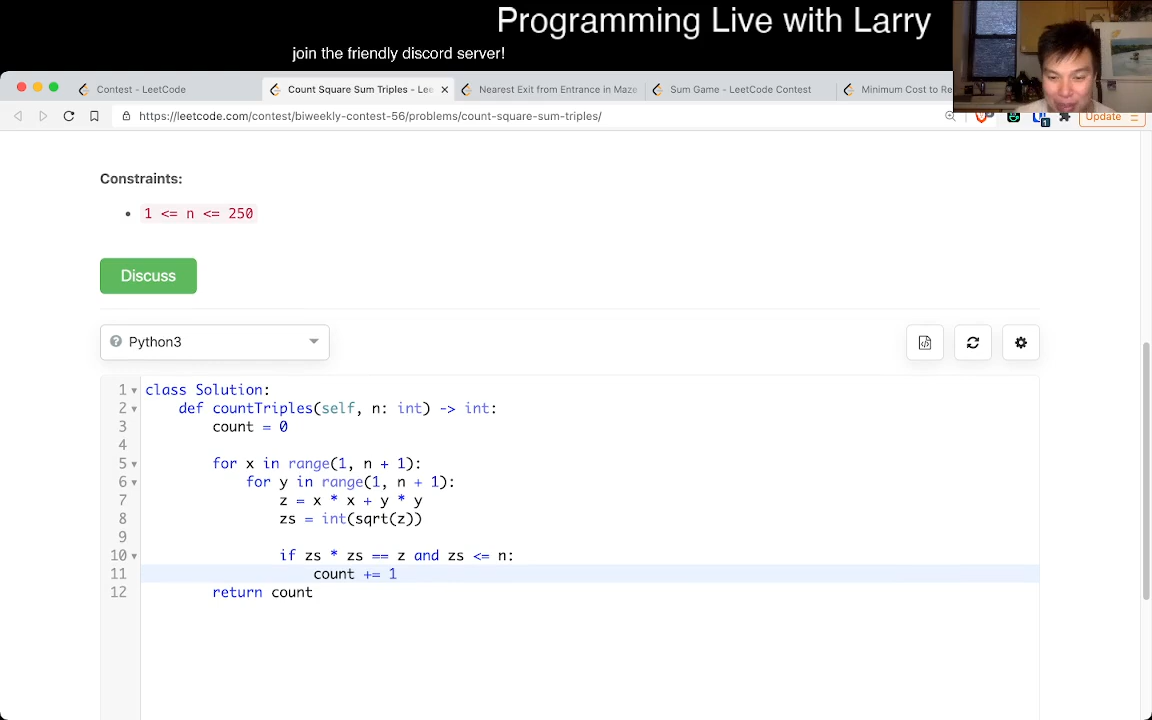 Programming Live with Larry
join the friendly discord server!
Contest - LeetCode
Count Square Sum Triples - Lee
Nearest Exit from Entrance in Maze
Sum Game - LeetCode Contest
Minimum Cost to Re
https://leetcode.com/contest/biweekly-contest-56/problems/count-square-sum-triples/
1
Update
Constraints:
• 1 <= n <= 250
Discuss
Python3
1 class Solution:
2 def countTriples(self, n: int) -> int:
3 count = 0
4
5 for x in range(1, n + 1):
6 for y in range(1, n + 1):
7 z = x * x + y * y
8 zs = int(sqrt(z))
9
10 if zs * zs == z and zs <= n:
11 count += 1
12 return count